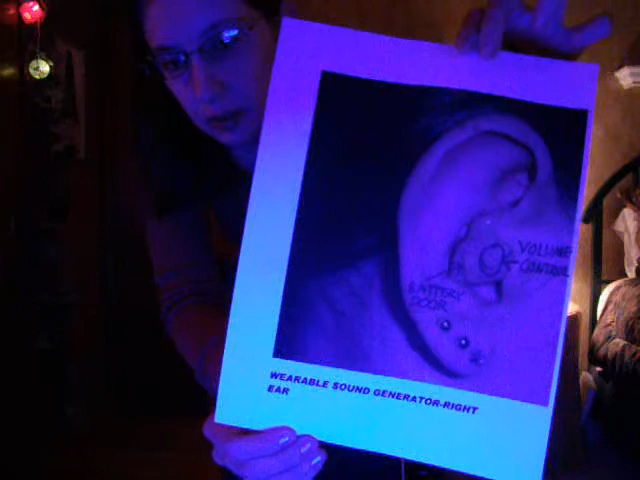 VOLUME
CONTROL
BATTERY
DOOR
WEARABLE SOUND GENERATOR-RIGHT
EAR